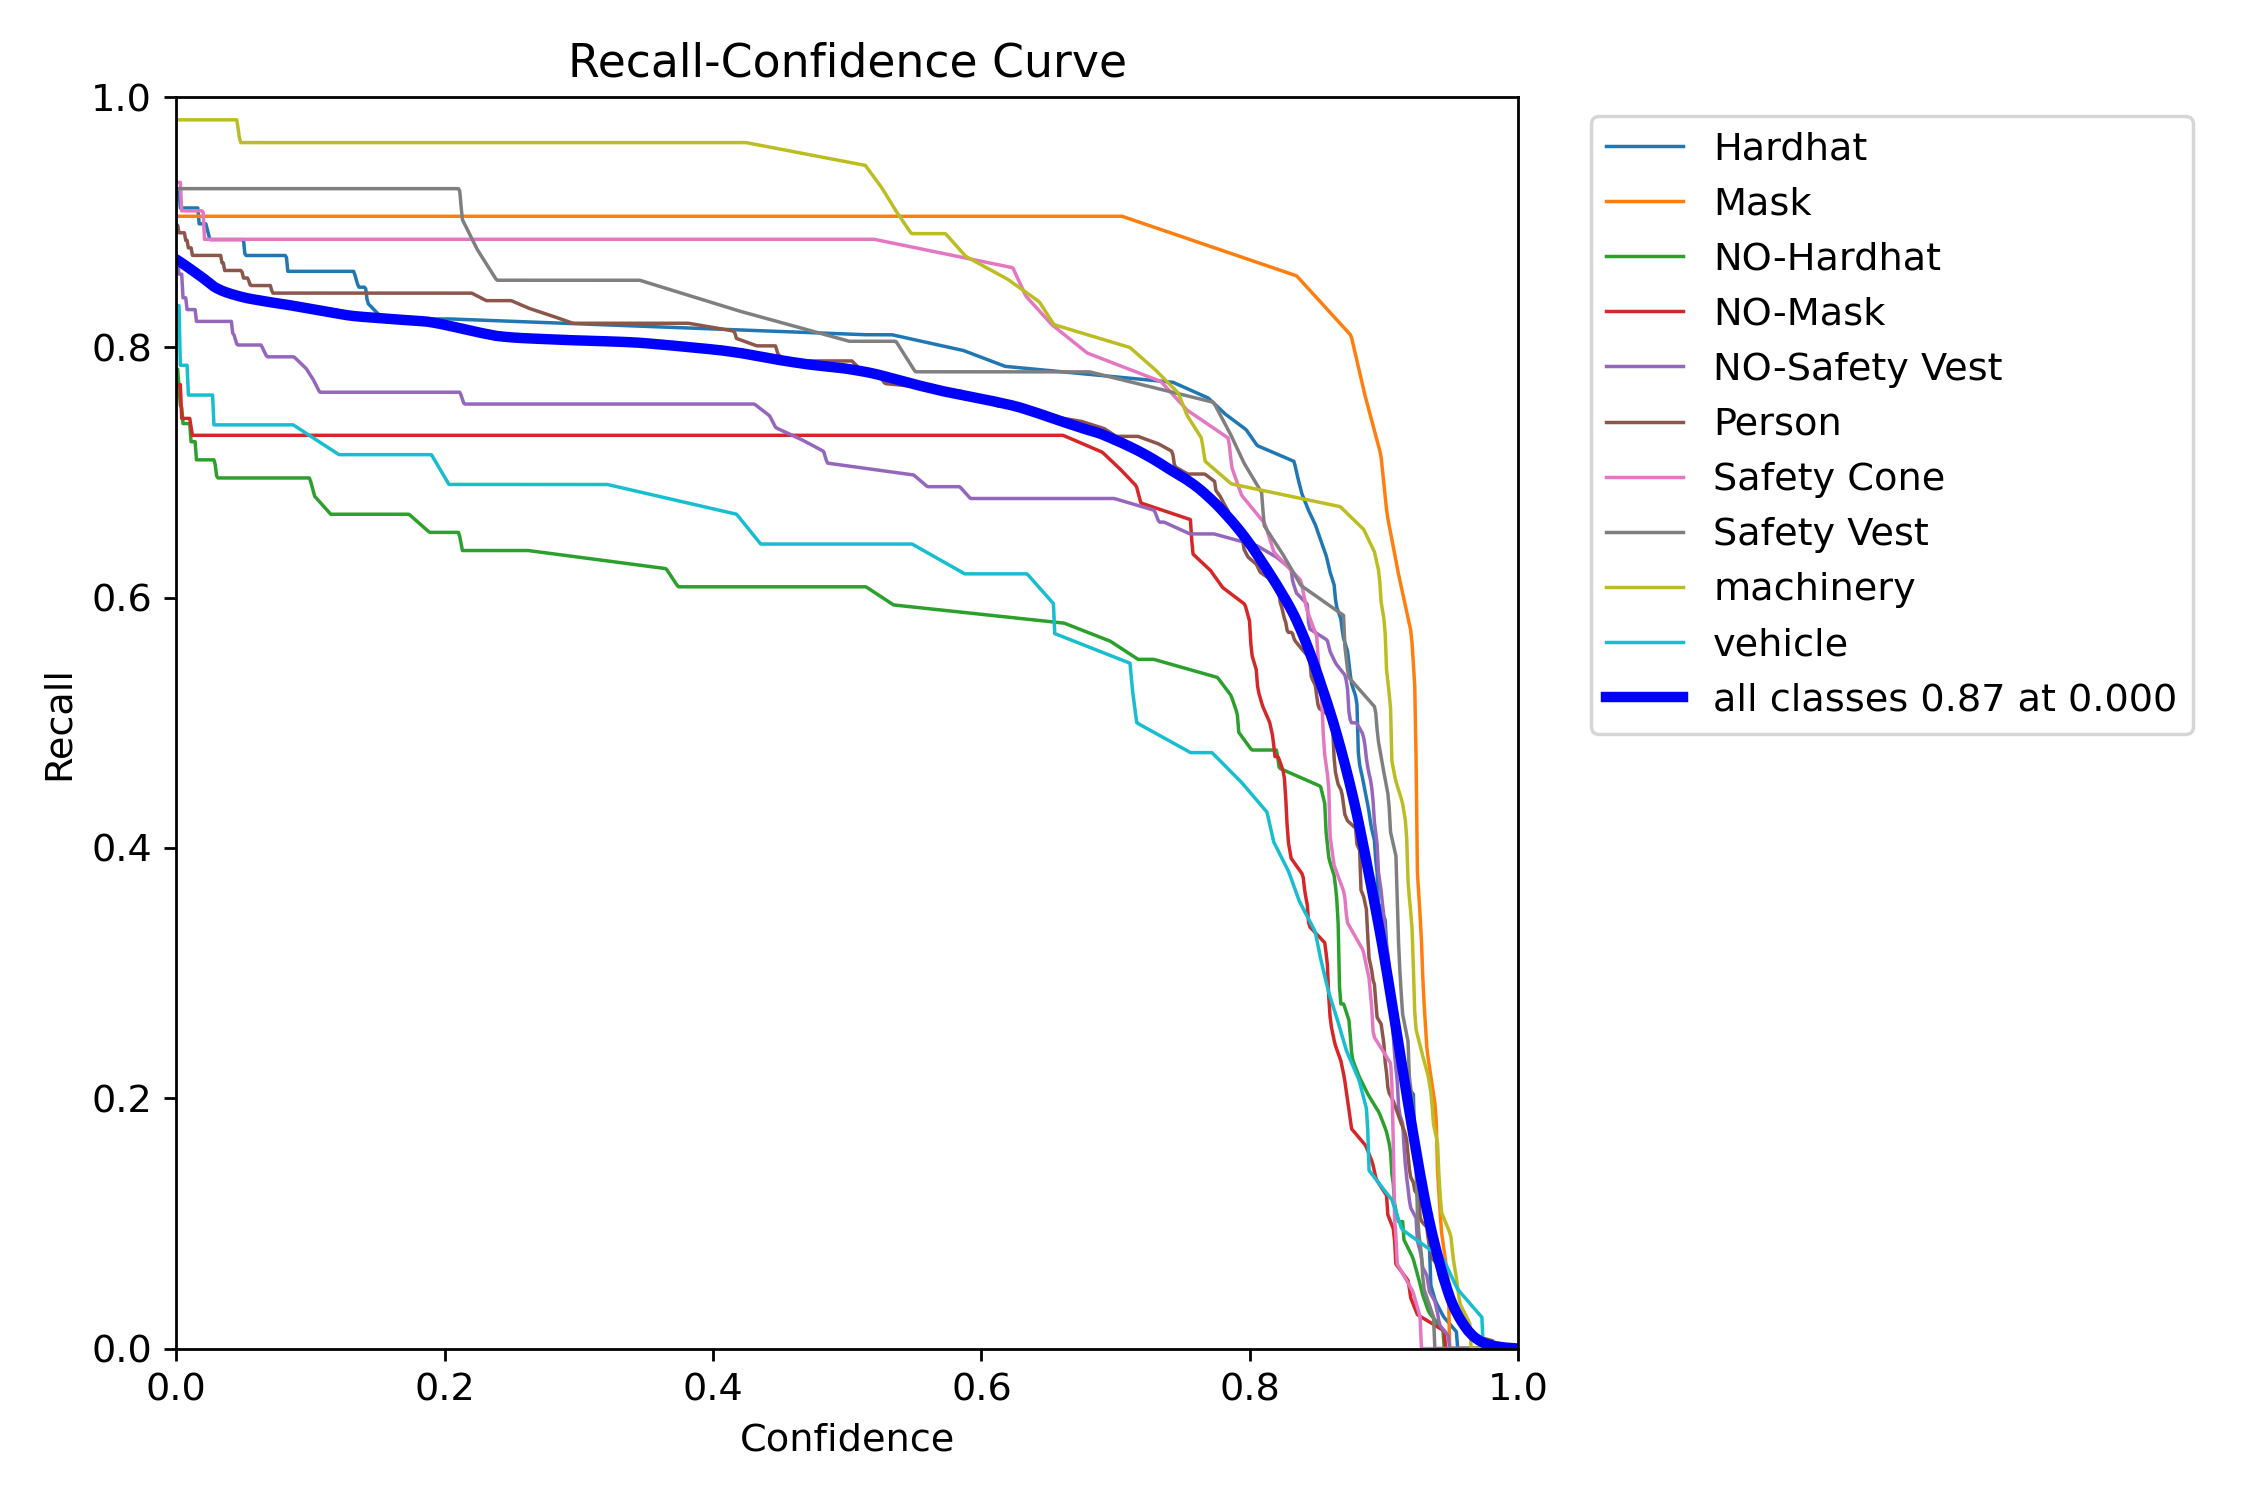 Recall-Confidence Curve
1.0
0.8
0.6
0.4
0.2
0.0
Recall
0.0 0.2 0.4 0.6 0.8 1.0
Confidence
Hardhat
Mask
NO-Hardhat
NO-Mask
NO-Safety Vest
Person
Safety Cone
Safety Vest
machinery
vehicle
all classes 0.87 at 0.000